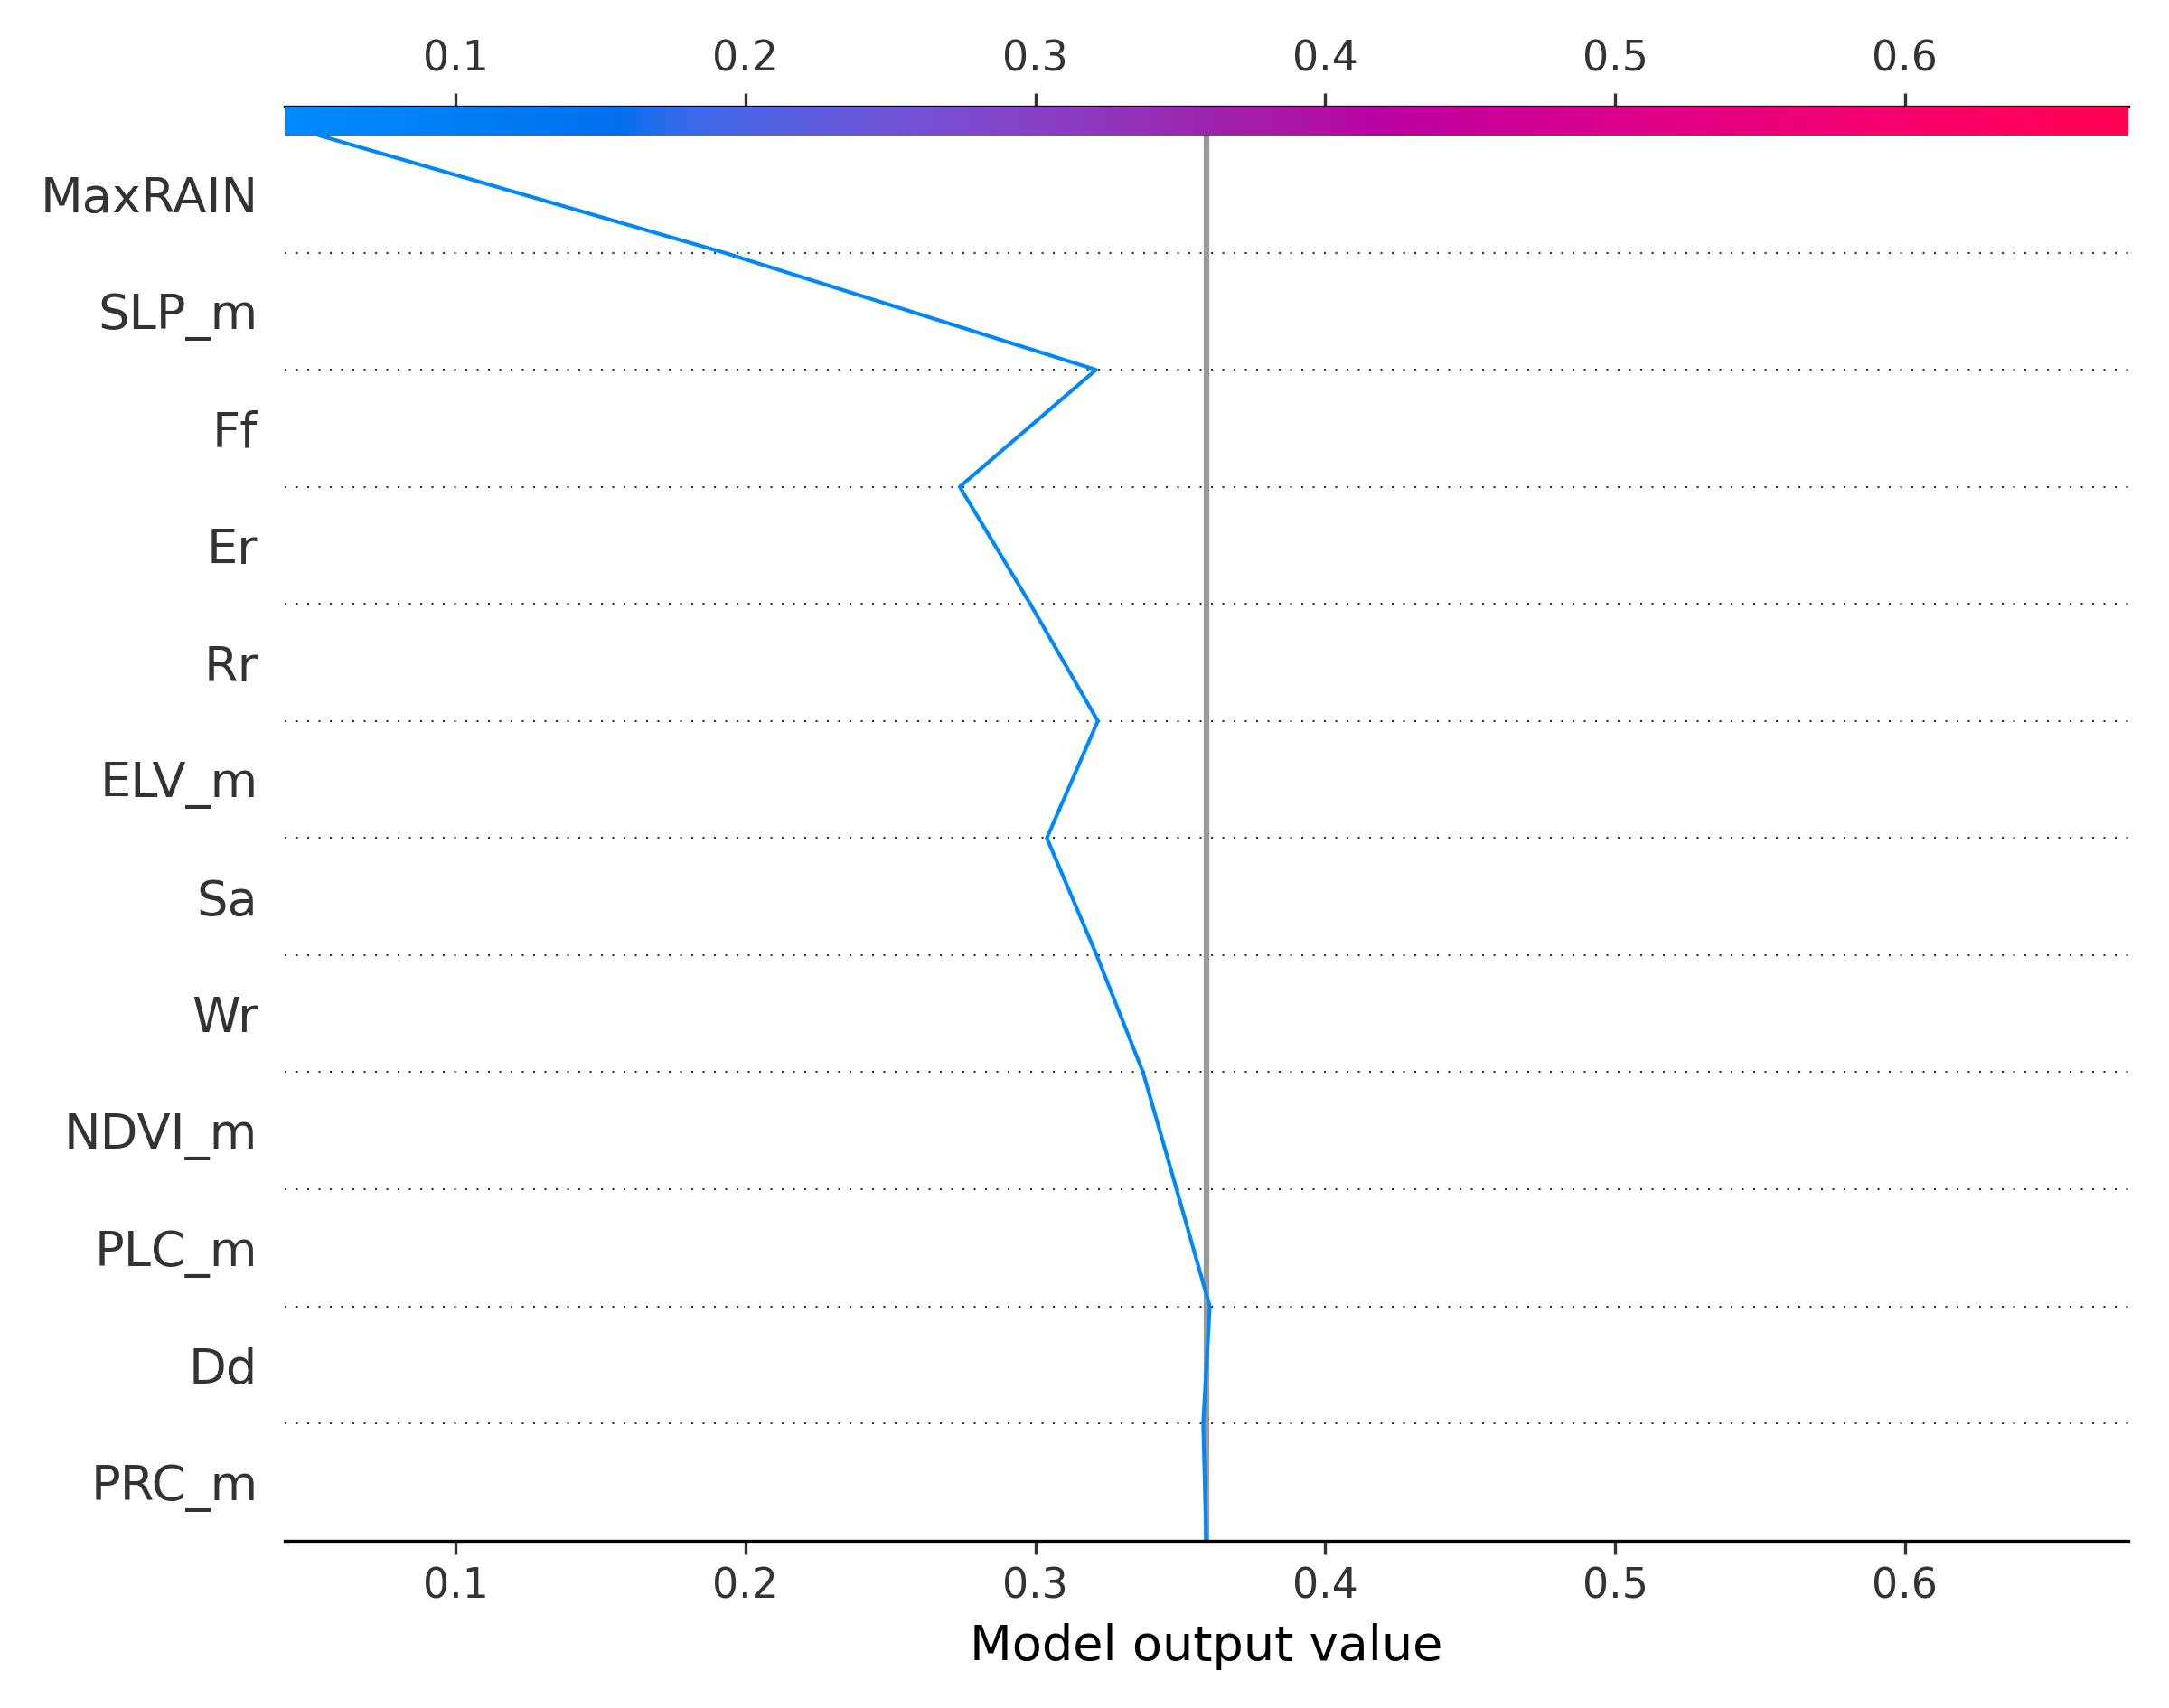 0.1 0.2 0.3 0.4 0.5 0.6
MaxRAIN
SLP_m
Ff
Er
Rr
ELV_m
Sa
Wr
NDVI_m
PLC_m
Dd
PRC_m
0.1 0.2 0.3 0.4 0.5 0.6
Model output value